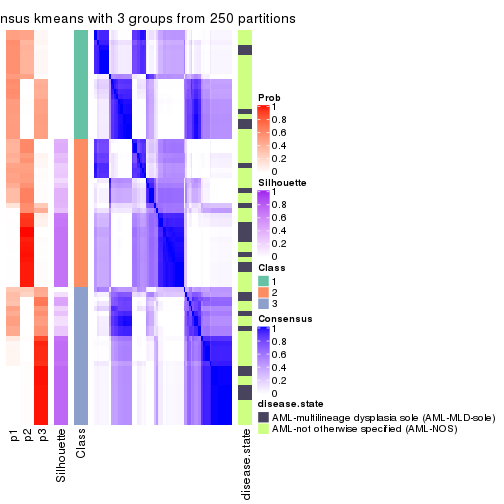 nsus kmeans with 3 groups from 250 partitions
Prob
1
0.8
0.6
0.4
0.2
0
Silhouette
1
0.8
0.6
0.4
0.2
0
Class
1
2
3
Consensus
1
0.8
0.6
0.4
0.2
0
disease.state
AML-multilineage dysplasia sole (AML-MLD-sole)
AML-not otherwise specified (AML-NOS)
p1
p2
p3
Silhouette
Class
disease.state